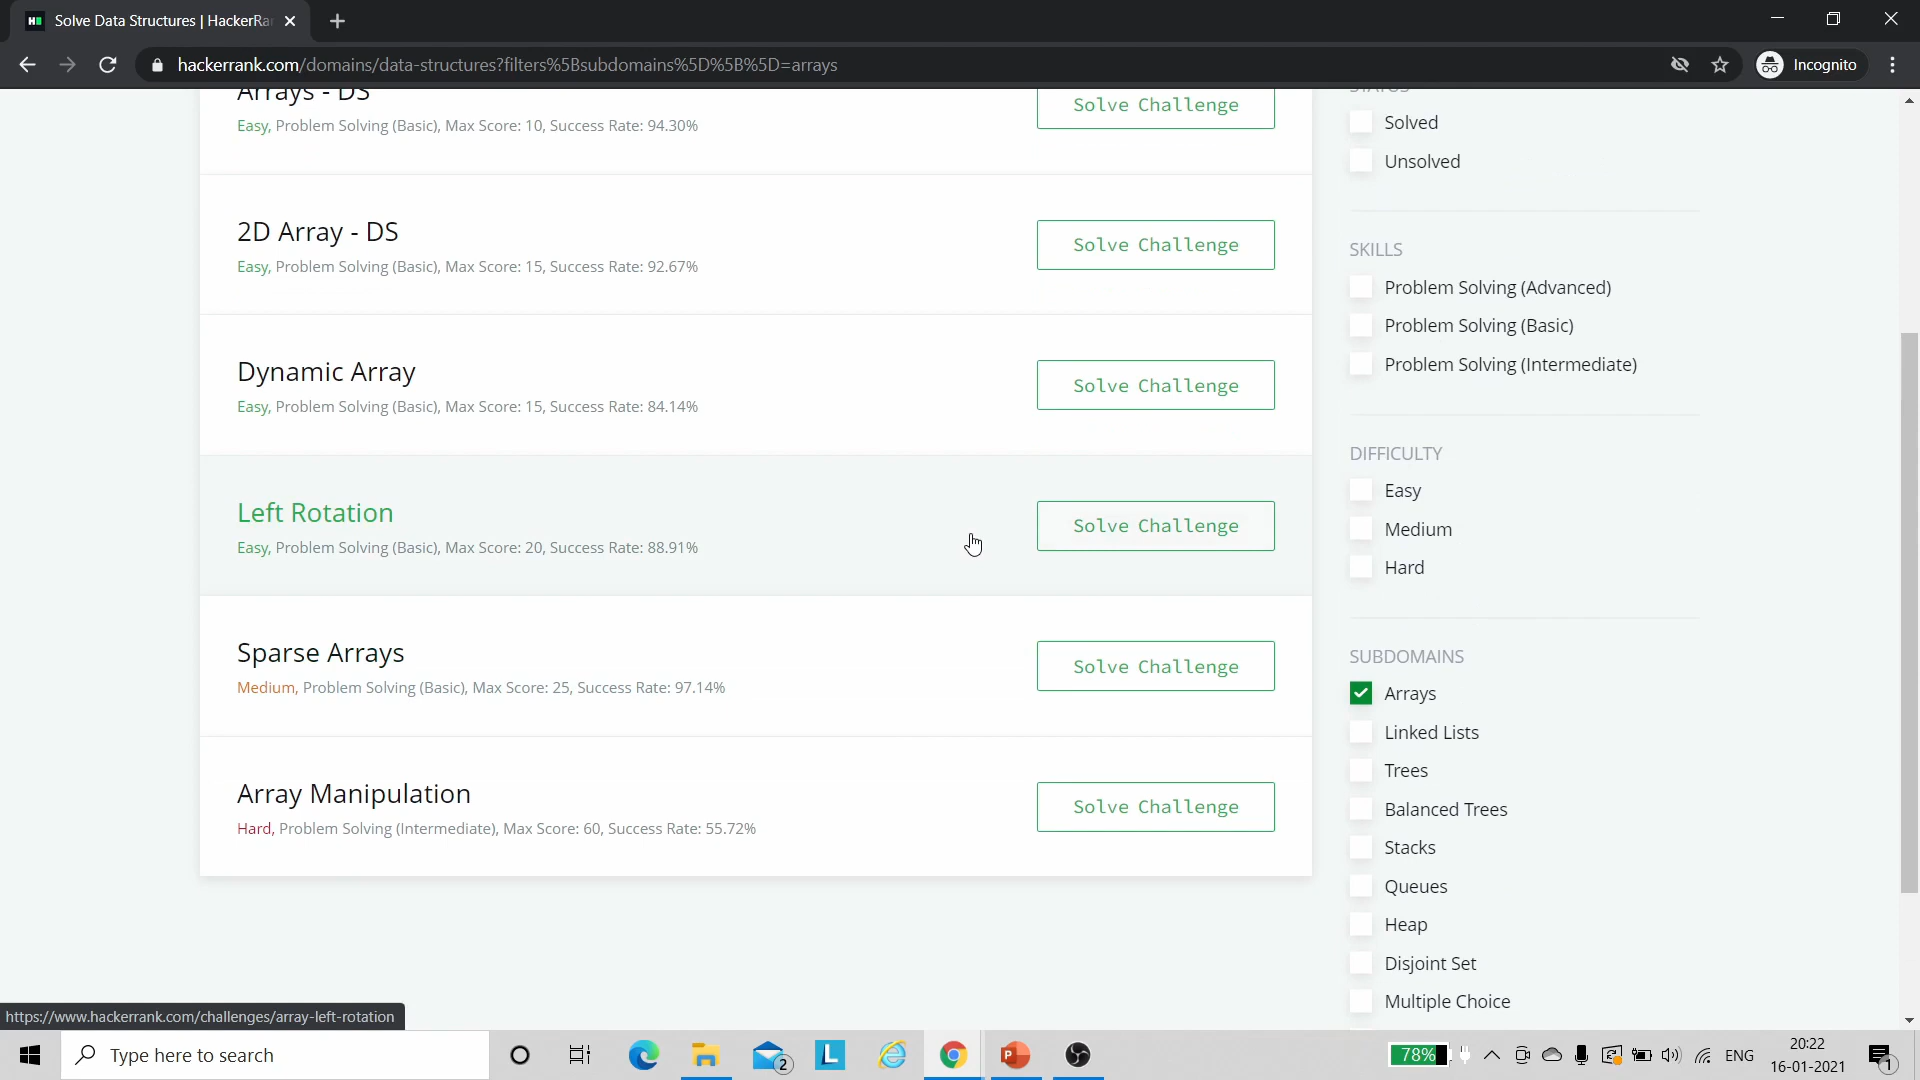 Solve Data Structures | HackerRa
hackerrank.com/domains/data-structures?filters%5Bsubdomains%5D%5B%5D=arrays
Incognito
Arrays - DS
Easy, Problem Solving (Basic), Max Score: 10, Success Rate: 94.30%
Solve Challenge
2D Array - DS
Easy, Problem Solving (Basic), Max Score: 15, Success Rate: 92.67%
Solve Challenge
Dynamic Array
Easy, Problem Solving (Basic), Max Score: 15, Success Rate: 84.14%
Solve Challenge
Left Rotation
Easy, Problem Solving (Basic), Max Score: 20, Success Rate: 88.91%
Solve Challenge
Sparse Arrays
Medium, Problem Solving (Basic), Max Score: 25, Success Rate: 97.14%
Solve Challenge
Array Manipulation
Hard, Problem Solving (Intermediate), Max Score: 60, Success Rate: 55.72%
Solve Challenge
STATUS
Solved
Unsolved
SKILLS
Problem Solving (Advanced)
Problem Solving (Basic)
Problem Solving (Intermediate)
DIFFICULTY
Easy
Medium
Hard
SUBDOMAINS
Arrays
Linked Lists
Trees
Balanced Trees
Stacks
Queues
Heap
Disjoint Set
Multiple Choice
https://www.hackerrank.com/challenges/array-left-rotation
Type here to search
2
L
78%
ENG
20:22
16-01-2021
1